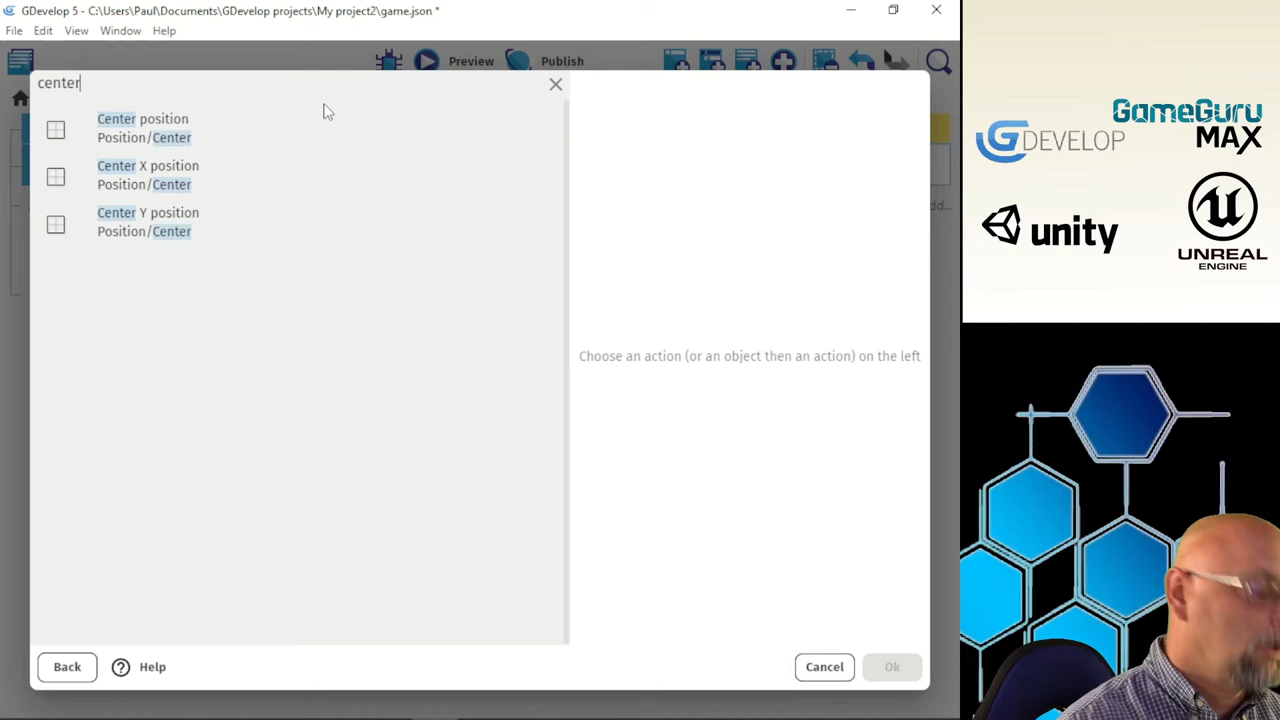 GDevelop 5 - C:\Users\Paul\Documents\GDevelop projects\My project2\game.json *
File Edit View Window Help
Preview Publish
center
Center position
Position/Center
Center X position
Position/Center
Center Y position
Position/Center
dd...
Choose an action (or an object then an action) on the left
Back Help Cancel Ok
GameGuru
MAX
GDEVELOP
unity
UNREAL
ENGINE